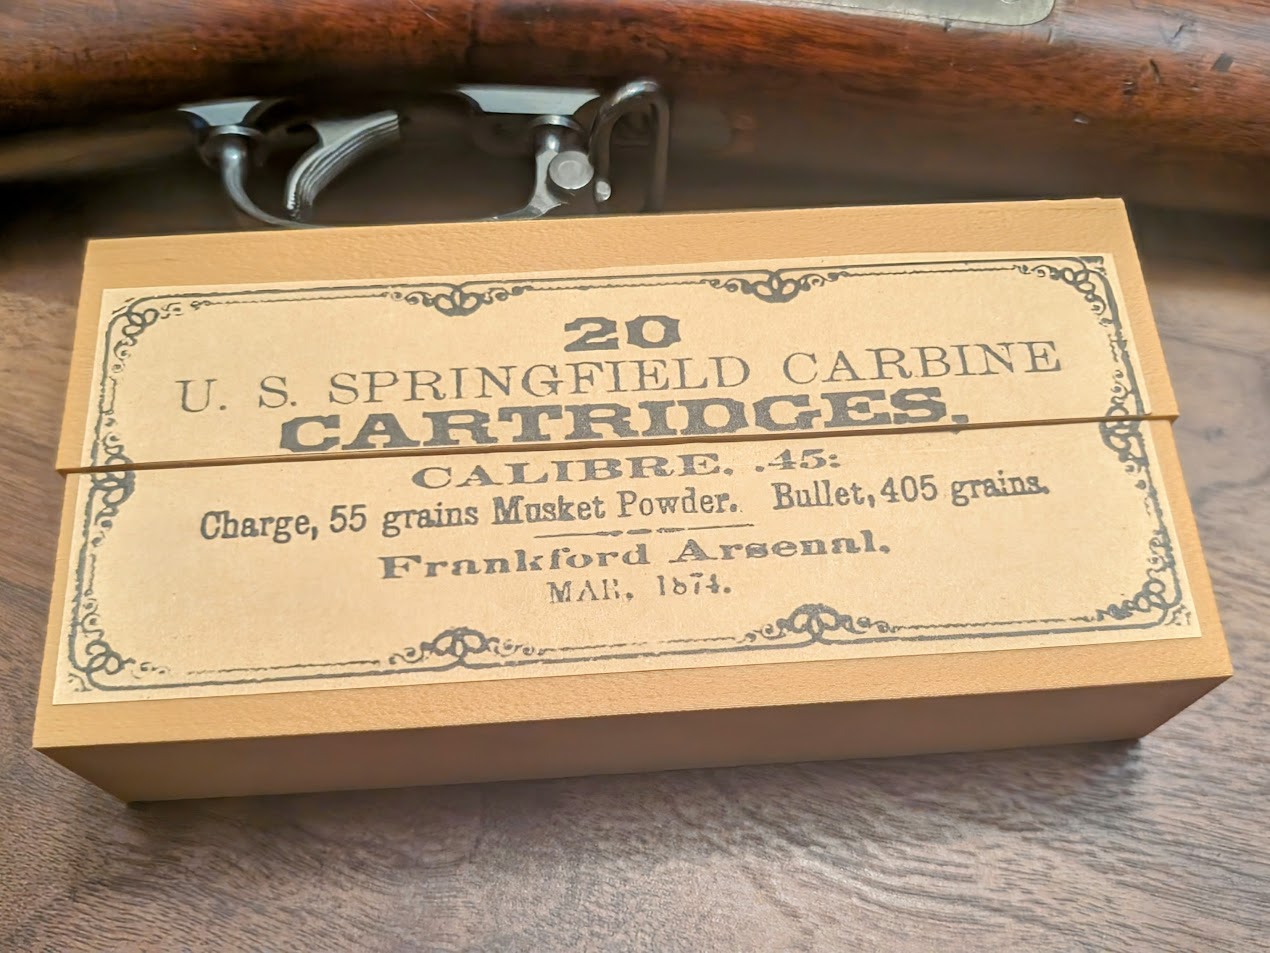 20
U. S. SPRINGFIELD CARBINE
CARTRIDGES.
CALIBRE. .45:
Charge, 55 grains Musket Powder. Bullet, 405 grains.
Frankford Arsenal.
MAR, 1874.